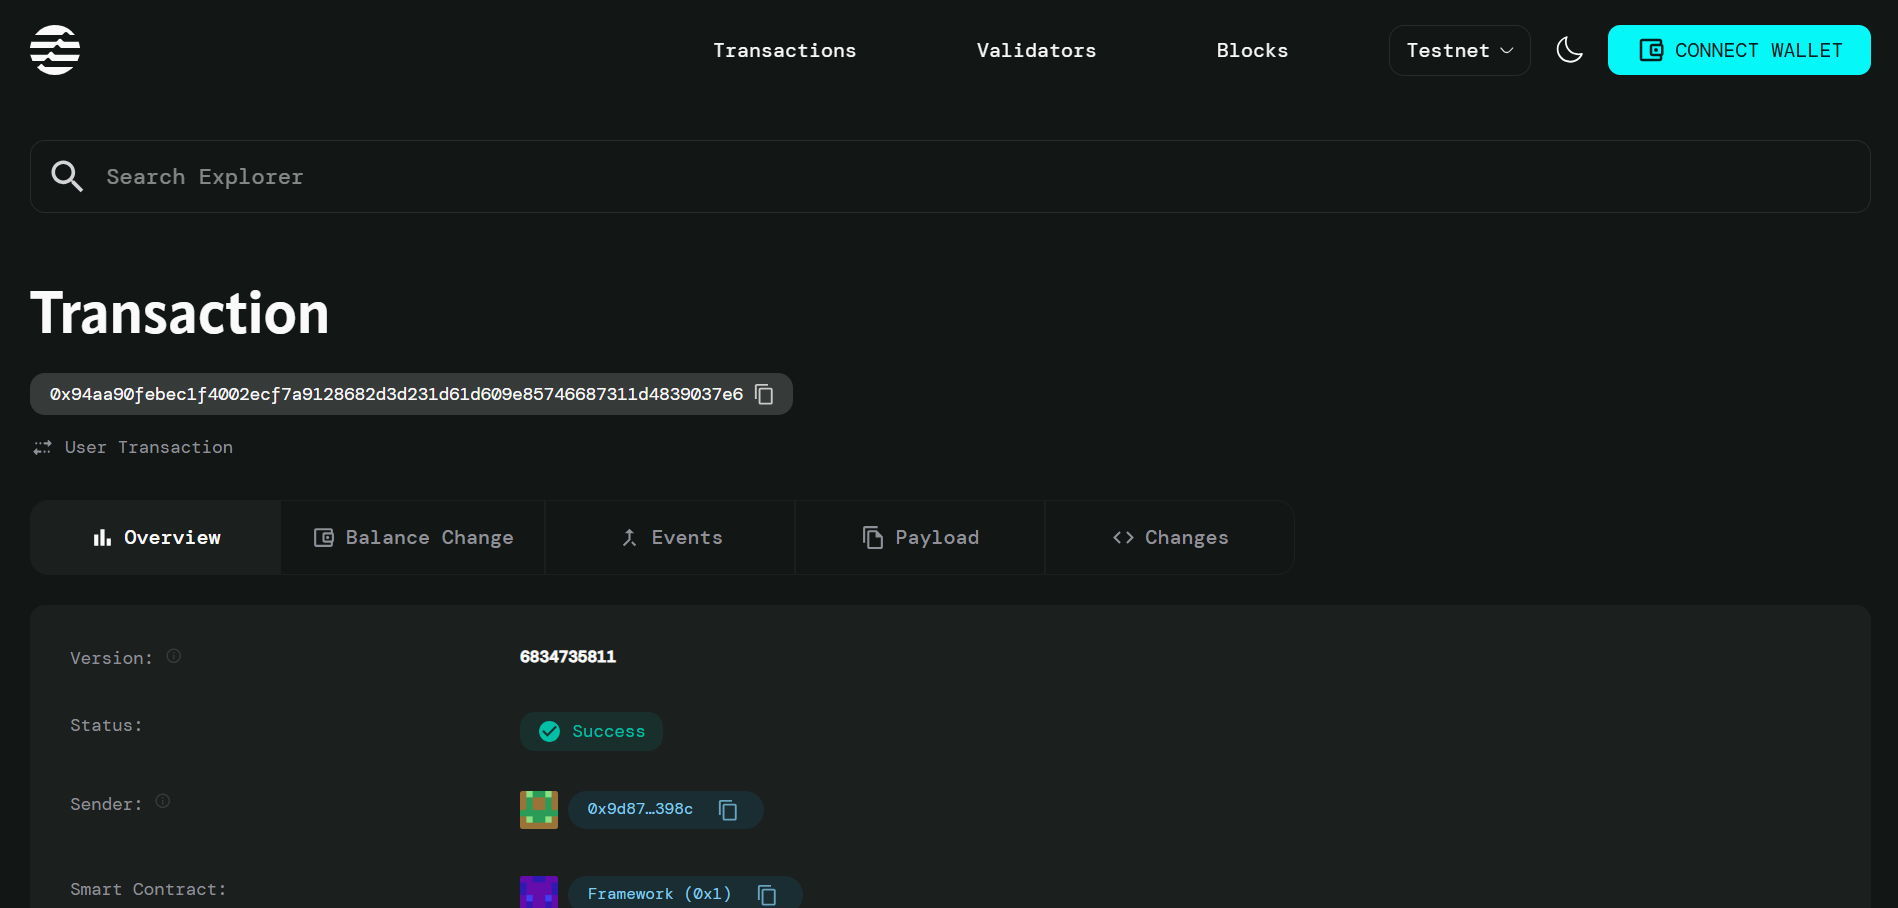 Transactions Validators Blocks Testnet CONNECT WALLET
Search Explorer
Transaction
0x94aa90febec1f4002ecf7a9128682d3d231d61d609e85746687311d4839037e6
User Transaction
Overview Balance Change Events Payload Changes
Version: 6834735811
Status: Success
Sender: 0x9d87…398c
Smart Contract: Framework (0x1)